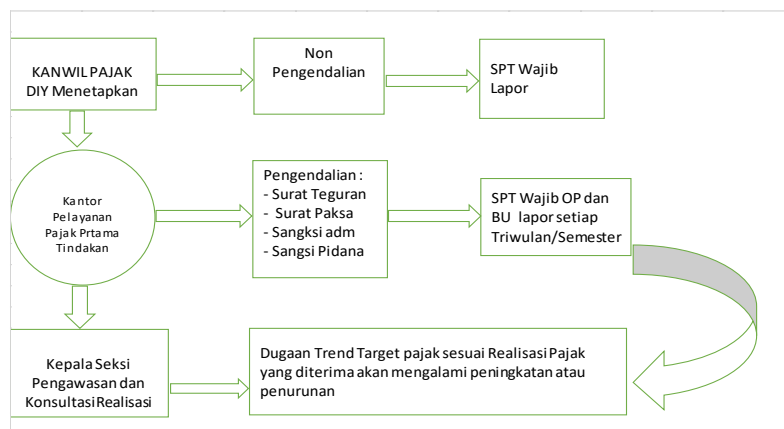 KANWIL PAJAK
DIY Menetapkan
Non
Pengendalian
SPT Wajib
Lapor
Kantor
Pelayanan
Pajak Prtama
Tindakan
Pengendalian :
- Surat Teguran
- Surat Paksa
- Sangksi adm
- Sangsi Pidana
SPT Wajib OP dan
BU lapor setiap
Triwulan/Semester
Kepala Seksi
Pengawasan dan
Konsultasi Realisasi
Dugaan Trend Target pajak sesuai Realisasi Pajak
yang diterima akan mengalami peningkatan atau
penurunan